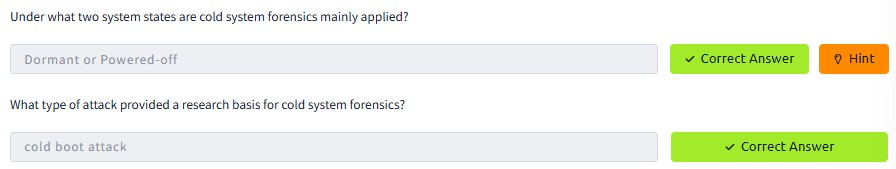 Under what two system states are cold system forensics mainly applied?
Dormant or Powered-off
Correct Answer
Hint
What type of attack provided a research basis for cold system forensics?
cold boot attack
Correct Answer